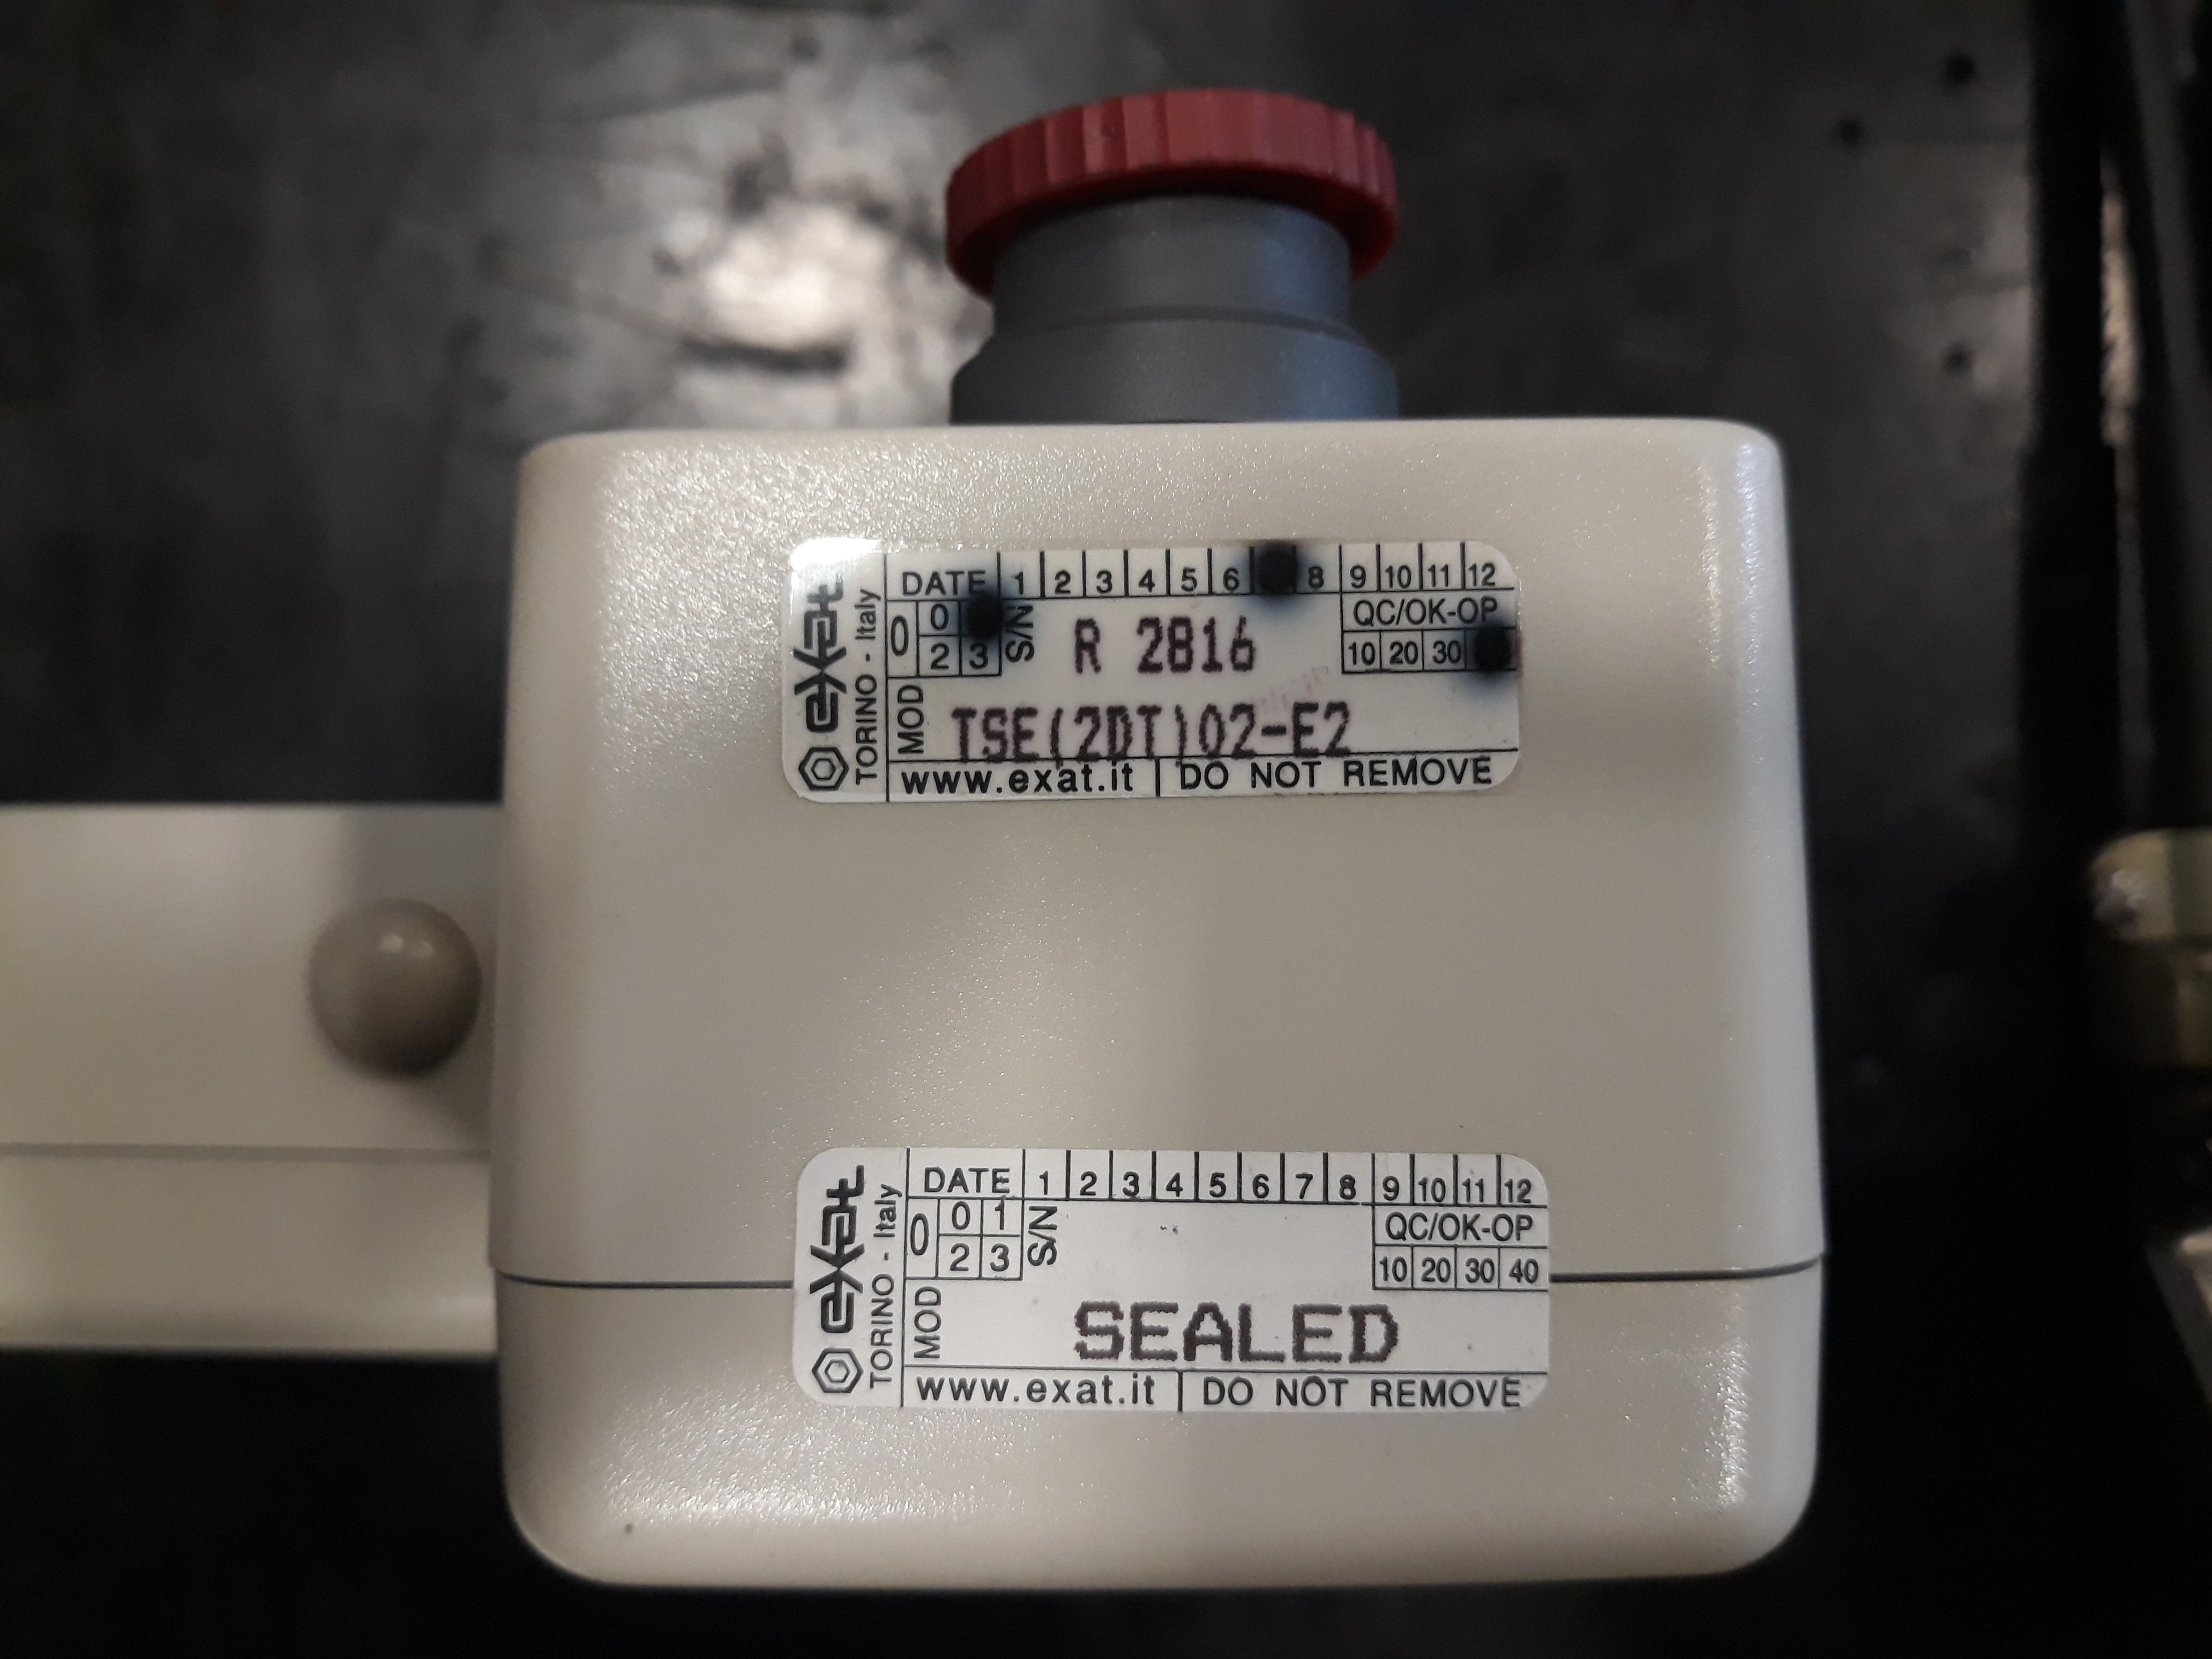 exat
TORINO - Italy
DATE 1 2 3 4 5 6 8 9 10 11 12
0 0
2 3
S/N R 2816
QC/OK-OP
10 20 30
MOD TSE(2DT)02-E2
www.exat.it DO NOT REMOVE
exat
TORINO - Italy
DATE 1 2 3 4 5 6 7 8 9 10 11 12
0 0 1
2 3
S/N
QC/OK-OP
10 20 30 40
MOD SEALED
www.exat.it DO NOT REMOVE